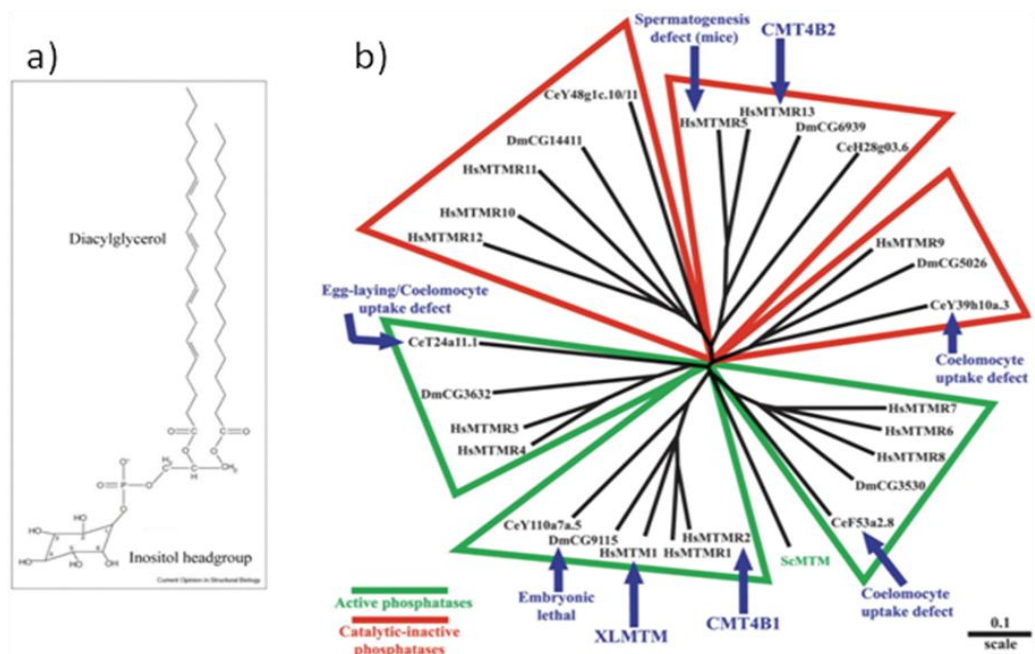 a)
Diacylglycerol
Inositol headgroup
Current Opinion in Structural Biology
b)
Spermatogenesis
defect (mice)
CMT4B2
CeY48g1c.10/11
DmCG14411
HsMTMR11
HsMTMR10
HsMTMR12
HsMTMR5
HsMTMR13
DmCG6939
CeH28g03.6
HsMTMR9
DmCG5026
CeY39h10a.3
Coelomocyte
uptake defect
Egg-laying/Coelomocyte
uptake defect
CeT24a11.1
DmCG3632
HsMTMR3
HsMTMR4
HsMTMR7
HsMTMR6
HsMTMR8
DmCG3530
CeF53a2.8
Coelomocyte
uptake defect
CeY110a7a.5
DmCG9115
HsMTM1
HsMTMR1
HsMTMR2
ScMTM
Embryonic
lethal
XLMTM
CMT4B1
Active phosphatases
Catalytic-inactive
phosphatases
0.1
scale